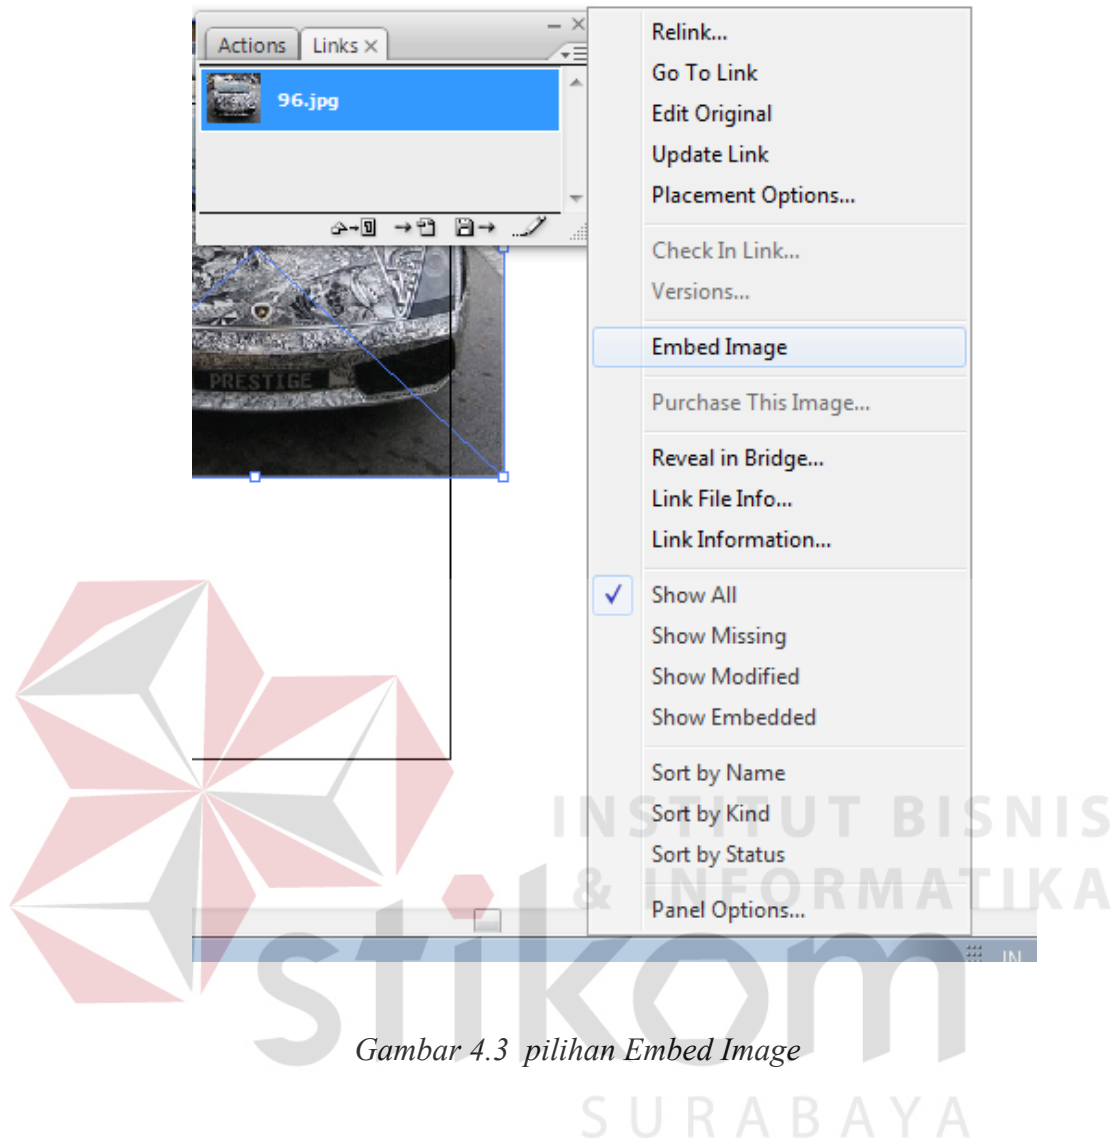 Actions Links
96.jpg
PRESTIGE
Relink...
Go To Link
Edit Original
Update Link
Placement Options...
Check In Link...
Versions...
Embed Image
Purchase This Image...
Reveal in Bridge...
Link File Info...
Link Information...
Show All
Show Missing
Show Modified
Show Embedded
Sort by Name
Sort by Kind
Sort by Status
Panel Options...
IN
INSTITUT BISNIS
& INFORMATIKA
stikom
SURABAYA
Gambar 4.3 pilihan Embed Image